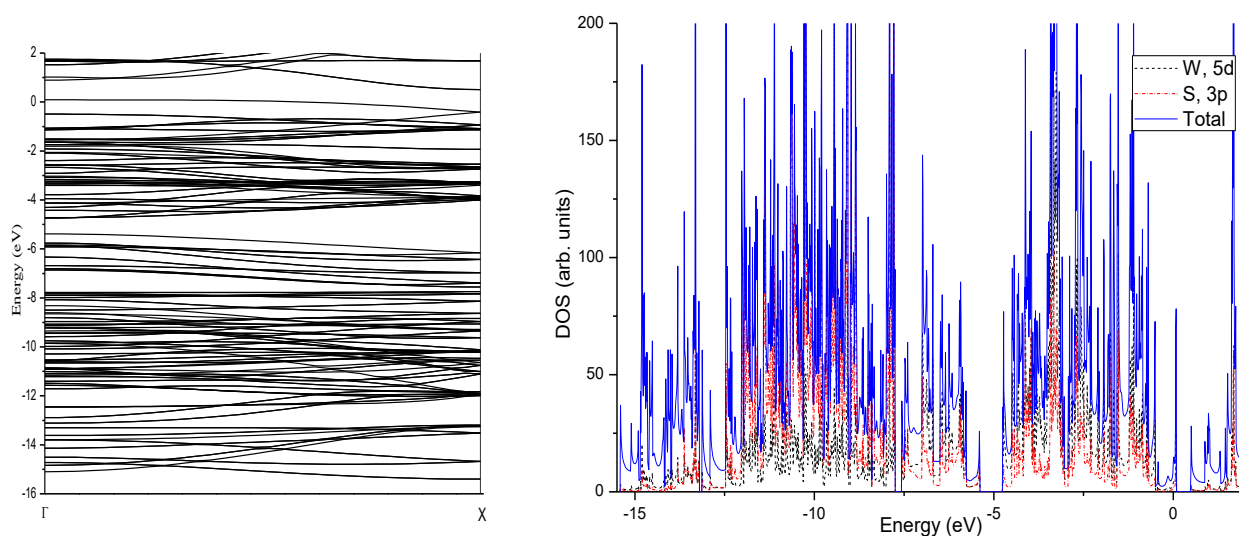 2
0
-2
-4
-6
-8
-10
-12
-14
-16
Energy (eV)
Γ
X
200
150
100
50
0
DOS (arb. units)
-15
-10
-5
0
Energy (eV)
W, 5d
S, 3p
Total